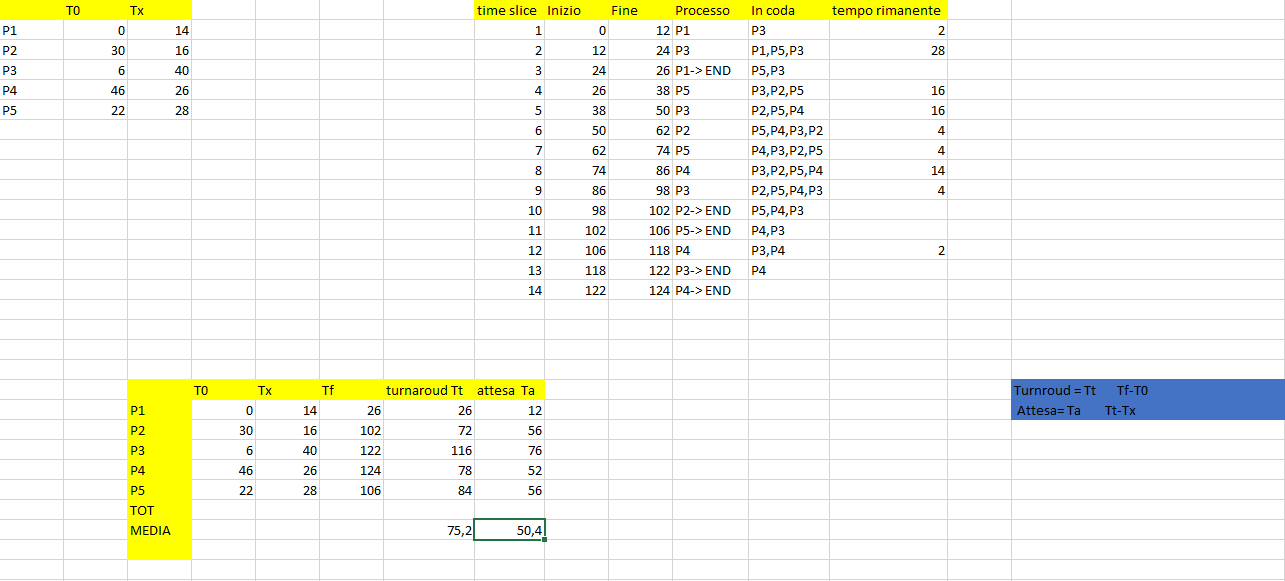 T0 Tx time slice Inizio Fine Processo In coda tempo rimanente
P1 0 14 1 0 12 P1 P3 2
P2 30 16 2 12 24 P3 P1,P5,P3 28
P3 6 40 3 24 26 P1-> END P5,P3
P4 46 26 4 26 38 P5 P3,P2,P5 16
P5 22 28 5 38 50 P3 P2,P5,P4 16
6 50 62 P2 P5,P4,P3,P2 4
7 62 74 P5 P4,P3,P2,P5 4
8 74 86 P4 P3,P2,P5,P4 14
9 86 98 P3 P2,P5,P4,P3 4
10 98 102 P2-> END P5,P4,P3
11 102 106 P5-> END P4,P3
12 106 118 P4 P3,P4 2
13 118 122 P3-> END P4
14 122 124 P4-> END
T0 Tx Tf turnaroud Tt attesa Ta Turnroud = Tt Tf-T0
P1 0 14 26 26 12 Attesa= Ta Tt-Tx
P2 30 16 102 72 56
P3 6 40 122 116 76
P4 46 26 124 78 52
P5 22 28 106 84 56
TOT
MEDIA 75,2 50,4